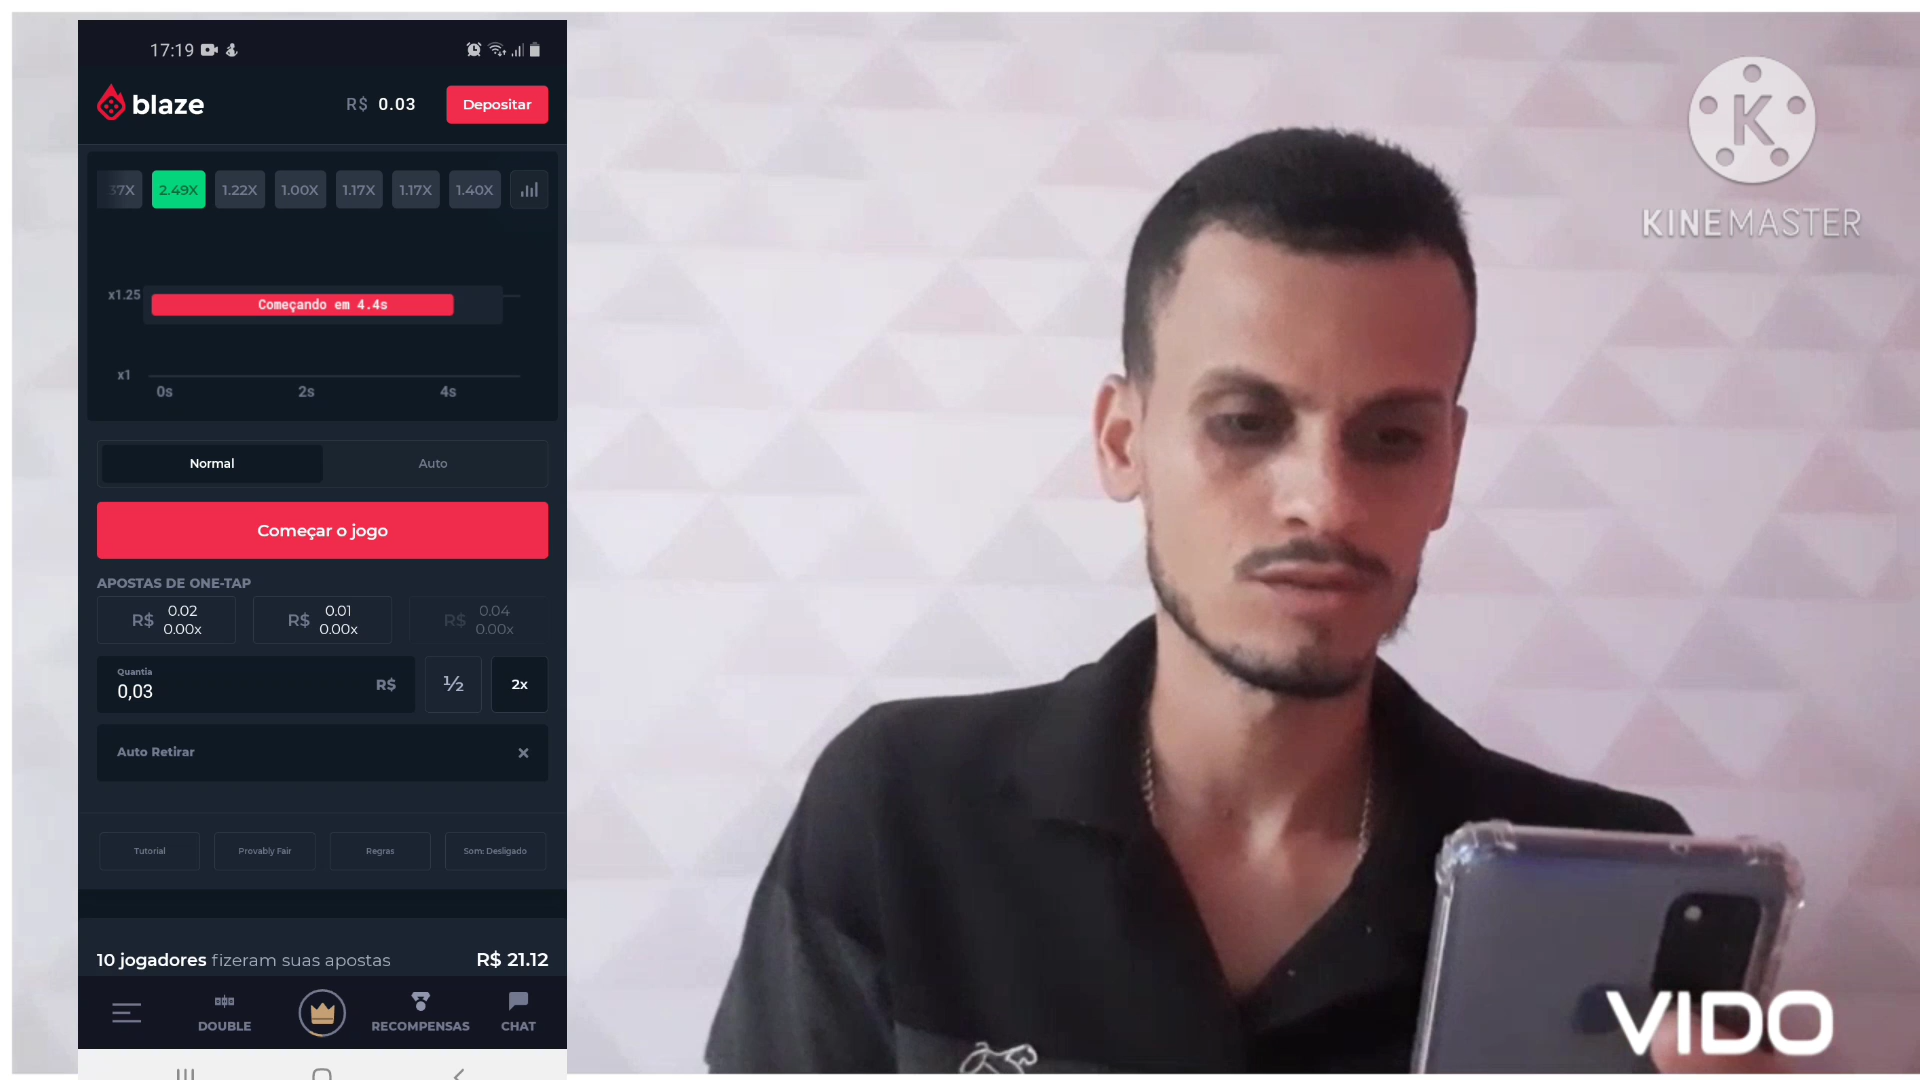 17:19
blaze
R$ 0.03
Depositar
37X 2.49X 1.22X 1.00X 1.17X 1.17X 1.40X
x1.25
Começando em 4.4s
x1
0s 2s 4s
Normal Auto
Começar o jogo
APOSTAS DE ONE-TAP
R$ 0.02 0.00x
R$ 0.01 0.00x
R$ 0.04 0.00x
Quantia
0,03 R$ ½ 2x
Auto Retirar
Tutorial Provably Fair Regras Som: Desligado
10 jogadores fizeram suas apostas R$ 21.12
DOUBLE RECOMPENSAS CHAT
K
KINEMASTER
VIDO